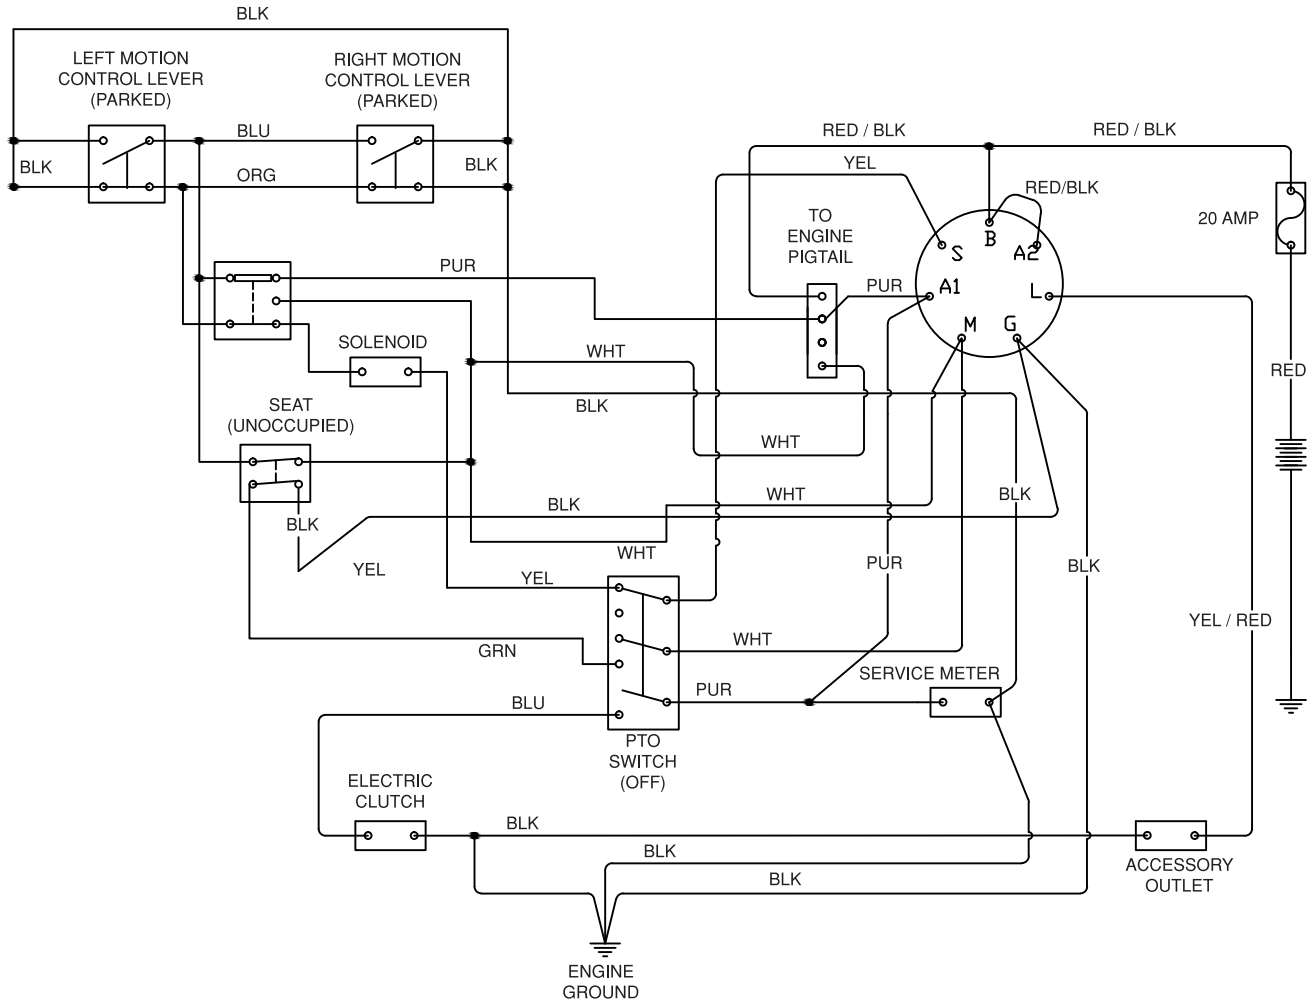 BLK
LEFT MOTION
CONTROL LEVER
(PARKED)
RIGHT MOTION
CONTROL LEVER
(PARKED)
BLU
BLK
BLK
ORG
RED / BLK
RED / BLK
YEL
RED/BLK
20 AMP
TO
ENGINE
PIGTAIL
S
B
A2
A1
L
M
G
PUR
PUR
SOLENOID
WHT
RED
SEAT
(UNOCCUPIED)
BLK
WHT
WHT
BLK
BLK
BLK
WHT
YEL
YEL
PUR
BLK
YEL / RED
GRN
WHT
SERVICE METER
BLU
PUR
PTO
SWITCH
(OFF)
ELECTRIC
CLUTCH
BLK
BLK
BLK
ACCESSORY
OUTLET
ENGINE
GROUND